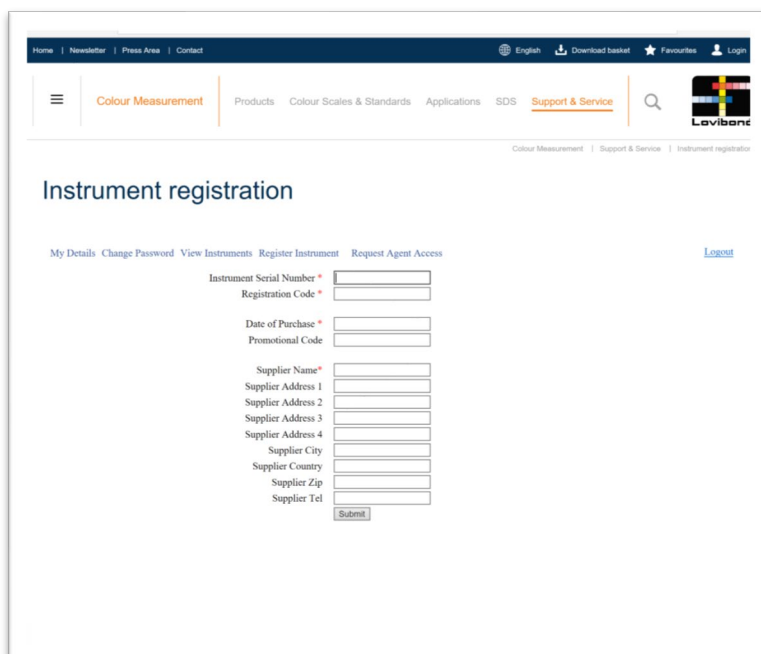 Home | Newsletter | Press Area | Contact English Download basket Favourites Login
Colour Measurement Products Colour Scales & Standards Applications SDS Support & Service
Lovibond
Colour Measurement | Support & Service | Instrument registration
Instrument registration
My Details Change Password View Instruments Register Instrument Request Agent Access Logout
Instrument Serial Number *
Registration Code *
Date of Purchase *
Promotional Code
Supplier Name*
Supplier Address 1
Supplier Address 2
Supplier Address 3
Supplier Address 4
Supplier City
Supplier Country
Supplier Zip
Supplier Tel
Submit